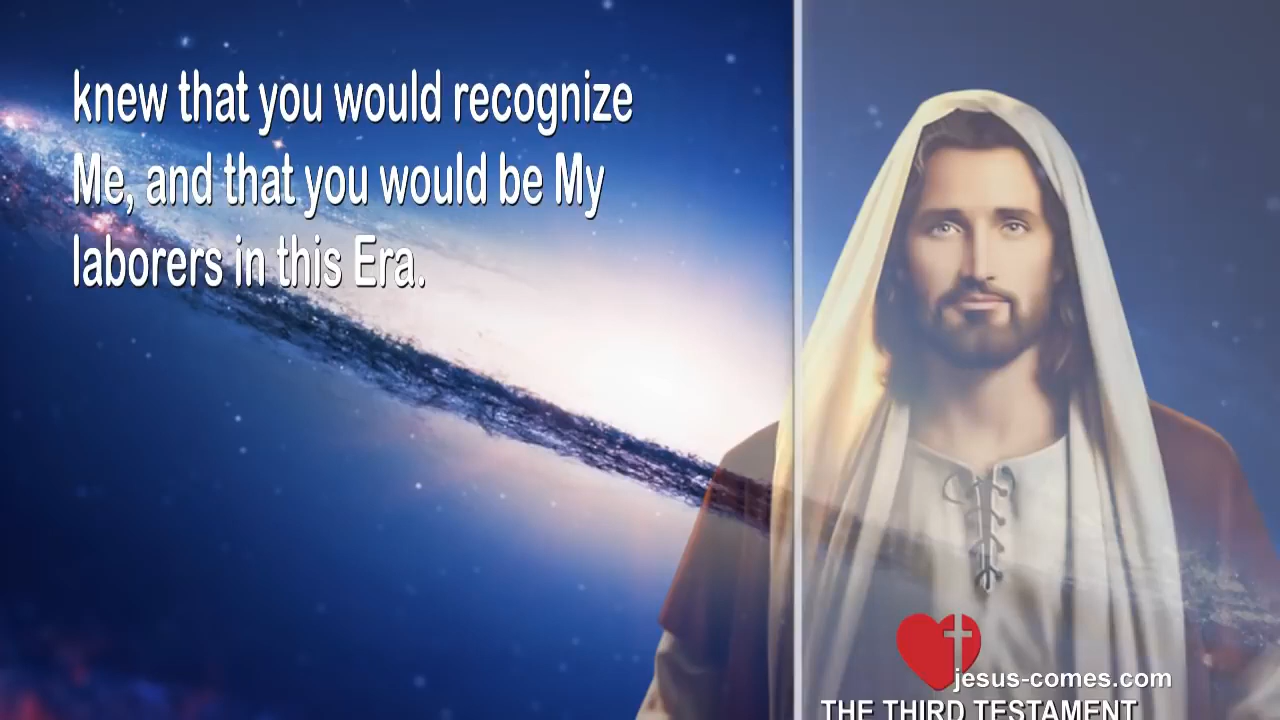 knew that you would recognize
Me, and that you would be My
laborers in this Era.
jesus-comes.com
THE THIRD TESTAMENT